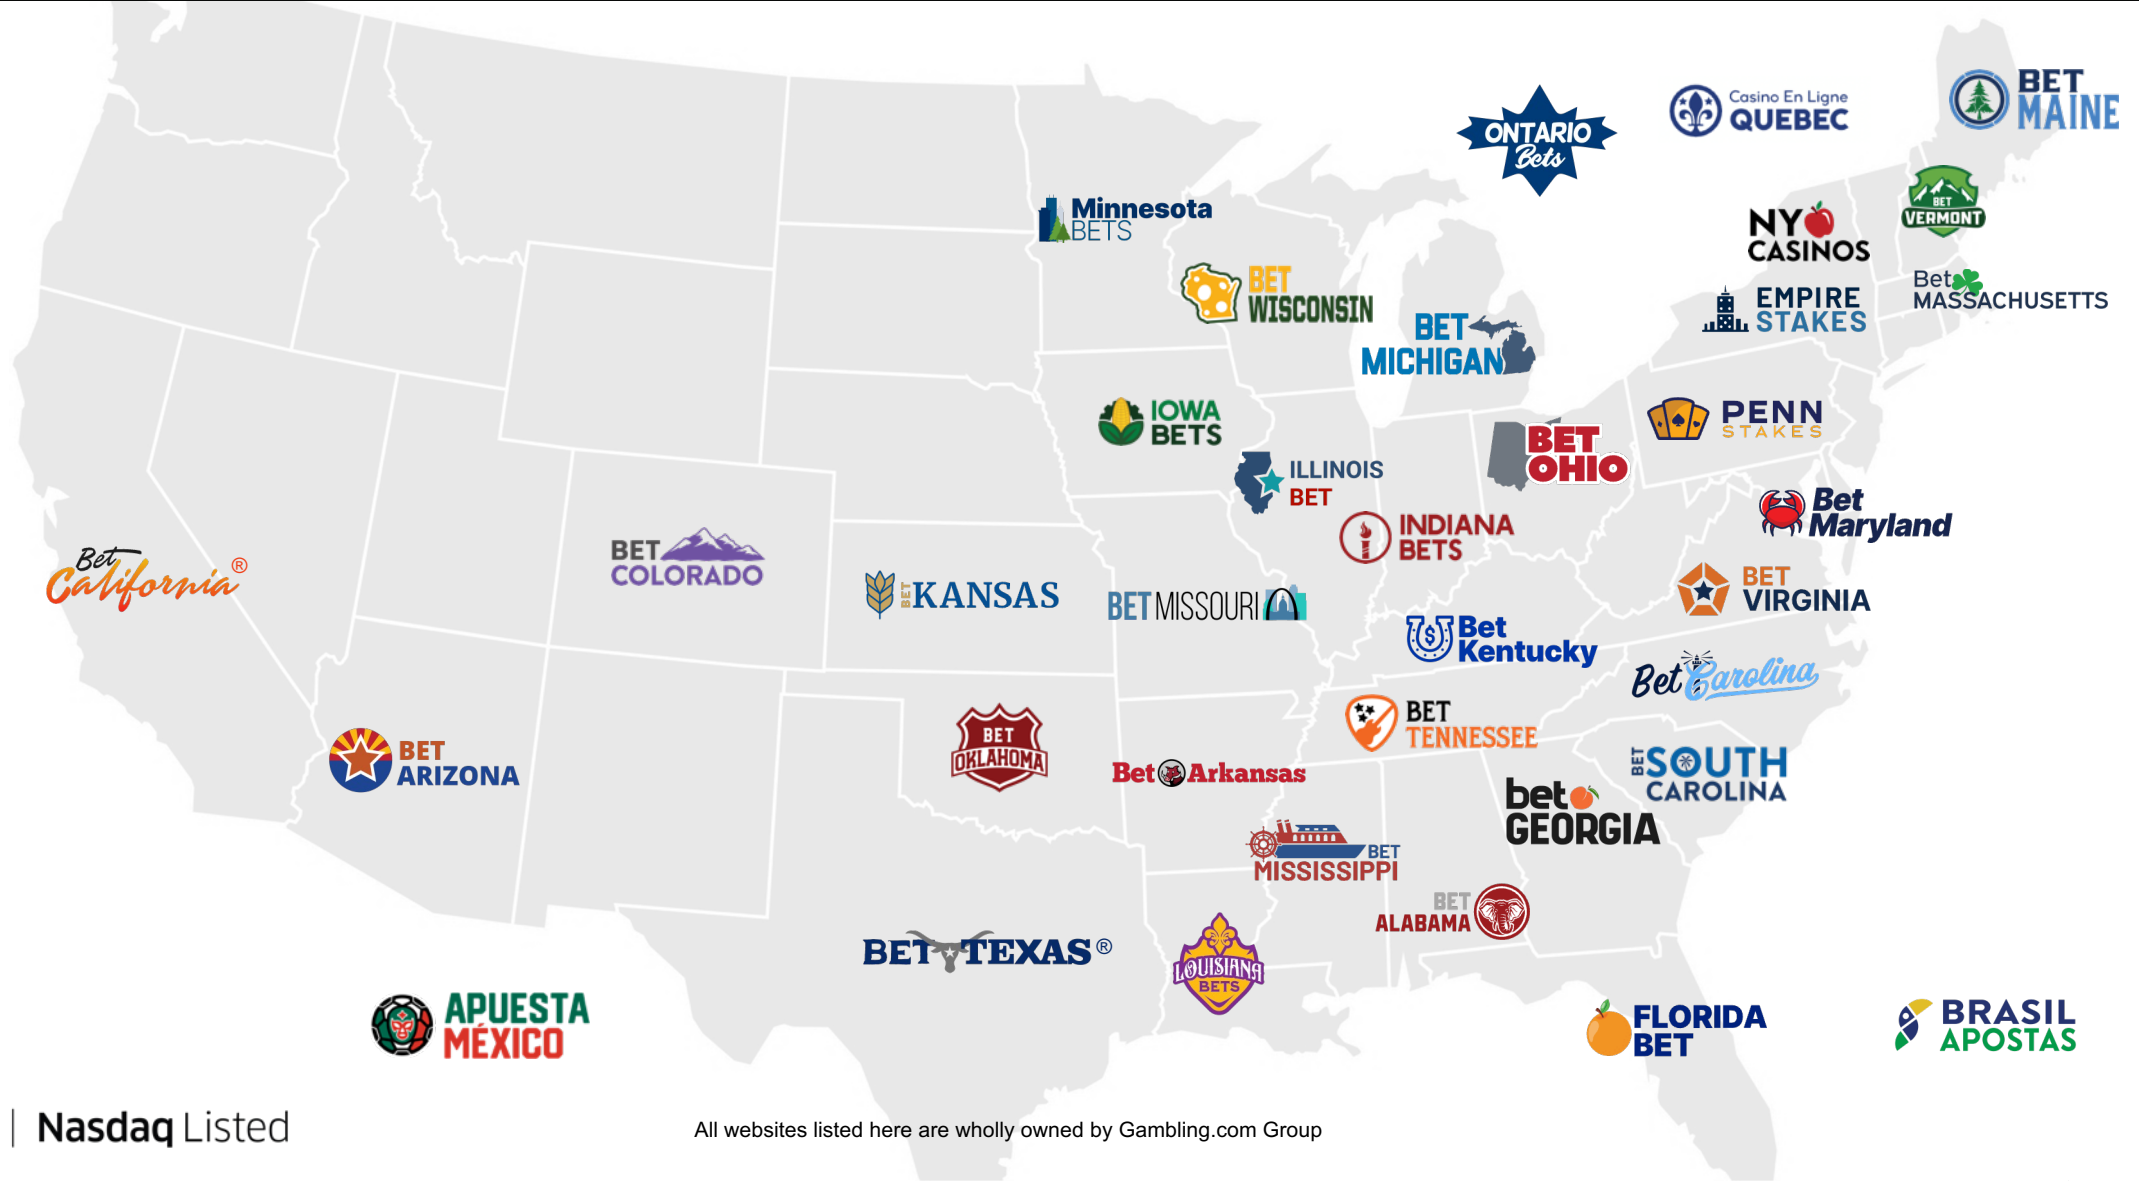 ONTARIO
Bets
Casino En Ligne
QUEBEC
BET
MAINE
Minnesota
BETS
NY
CASINOS
BET
VERMONT
BET
WISCONSIN
EMPIRE
STAKES
Bet
MASSACHUSETTS
BET
MICHIGAN
IOWA
BETS
PENN
STAKES
BET
OHIO
ILLINOIS
BET
INDIANA
BETS
Bet
Maryland
Bet
California®
BET
COLORADO
BET KANSAS
BET MISSOURI
BET
VIRGINIA
Bet
Kentucky
Bet Carolina
BET
ARIZONA
BET
OKLAHOMA
Bet Arkansas
BET
TENNESSEE
BET SOUTH
CAROLINA
bet
GEORGIA
BET
MISSISSIPPI
BET
ALABAMA
BET TEXAS®
LOUISIANA
BETS
APUESTA
MÉXICO
FLORIDA
BET
BRASIL
APOSTAS
Nasdaq Listed
All websites listed here are wholly owned by Gambling.com Group